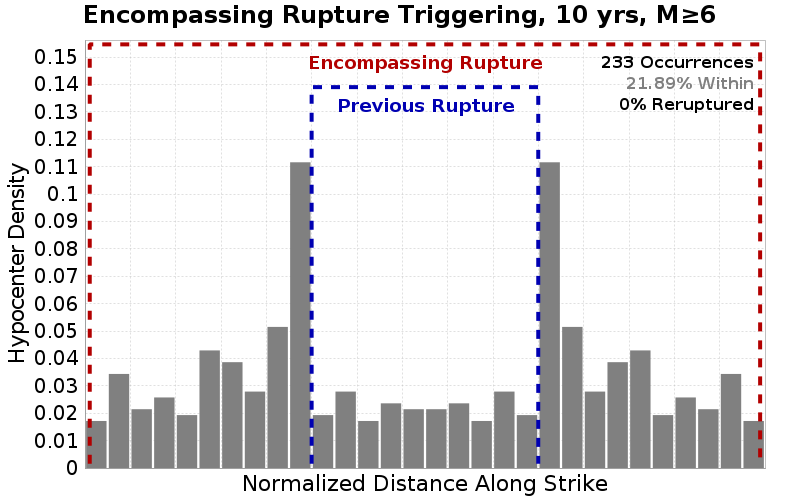 Encompassing Rupture Triggering, 10 yrs, M≥6
Encompassing Rupture
Previous Rupture
233 Occurrences
21.89% Within
0% Reruptured
Hypocenter Density
0.15
0.14
0.13
0.12
0.11
0.1
0.09
0.08
0.07
0.06
0.05
0.04
0.03
0.02
0.01
0
Normalized Distance Along Strike